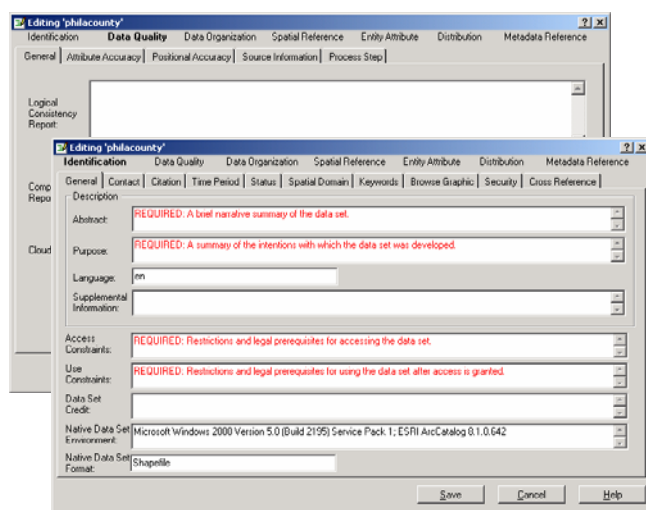 Editing 'philacounty'
Identification Data Quality Data Organization Spatial Reference Entity Attribute Distribution Metadata Reference
General Attribute Accuracy Positional Accuracy Source Information Process Step
Logical
Consistency
Report:
Comp
Repo
Cloud
Editing 'philacounty'
Identification Data Quality Data Organization Spatial Reference Entity Attribute Distribution Metadata Reference
General Contact Citation Time Period Status Spatial Domain Keywords Browse Graphic Security Cross Reference
Description
Abstract: REQUIRED: A brief narrative summary of the data set.
Purpose: REQUIRED: A summary of the intentions with which the data set was developed.
Language: en
Supplemental
Information:
Access
Constraints: REQUIRED: Restrictions and legal prerequisites for accessing the data set.
Use
Constraints: REQUIRED: Restrictions and legal prerequisites for using the data set after access is granted.
Data Set
Credit:
Native Data Set
Environment: Microsoft Windows 2000 Version 5.0 (Build 2195) Service Pack 1; ESRI ArcCatalog 8.1.0.642
Native Data Set
Format: Shapefile
Save Cancel Help